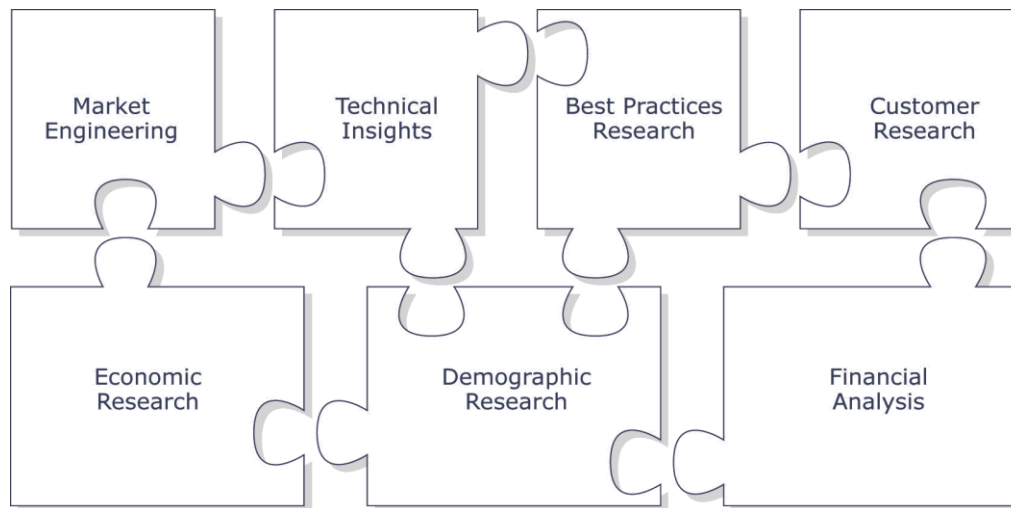 Market
Engineering
Technical
Insights
Best Practices
Research
Customer
Research
Economic
Research
Demographic
Research
Financial
Analysis